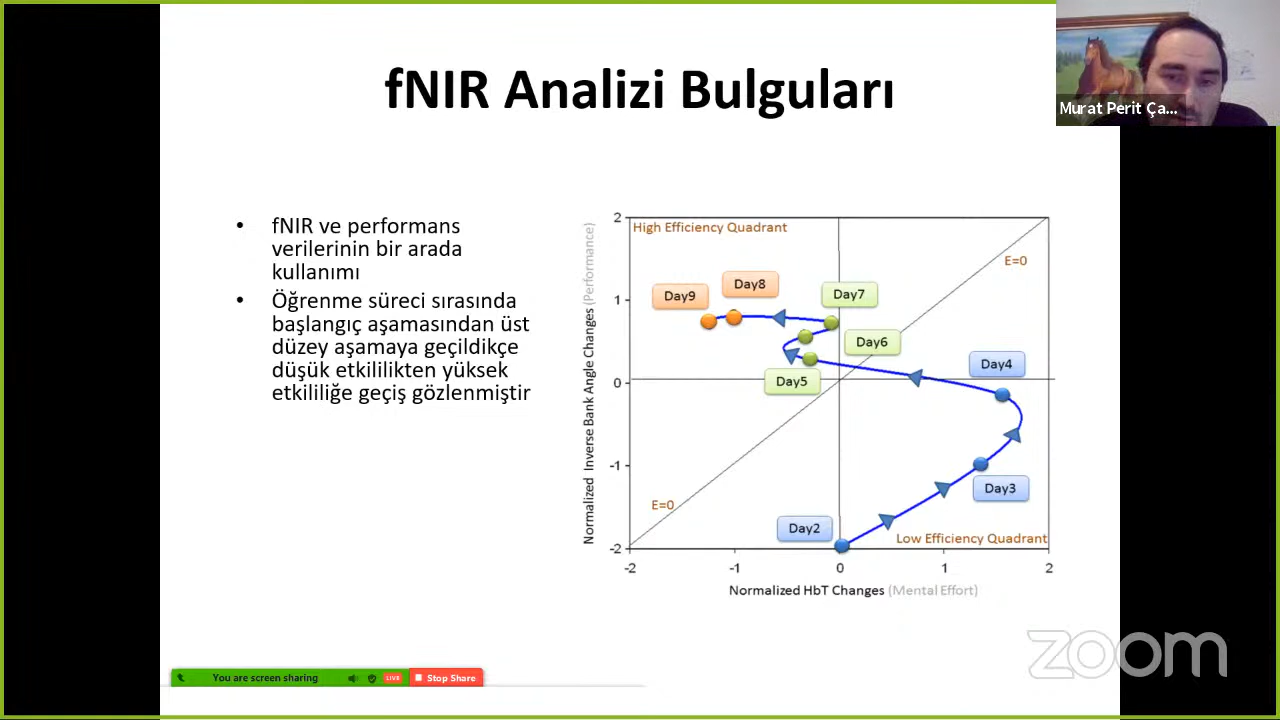 fNIR Analizi Bulguları
Murat Perit Ça...
• fNIR ve performans
verilerinin bir arada
kullanımı
• Öğrenme süreci sırasında
başlangıç aşamasından üst
düzey aşamaya geçildikçe
düşük etkililikten yüksek
etkililiğe geçiş gözlenmiştir
Normalized Inverse Bank Angle Changes (Performance)
2
1
0
-1
-2
High Efficiency Quadrant
E=0
Day9
Day8
Day7
Day6
Day5
Day4
Day3
Day2
E=0
Low Efficiency Quadrant
-2
-1
0
1
2
Normalized HbT Changes (Mental Effort)
zoom
You are screen sharing
LIVE
Stop Share